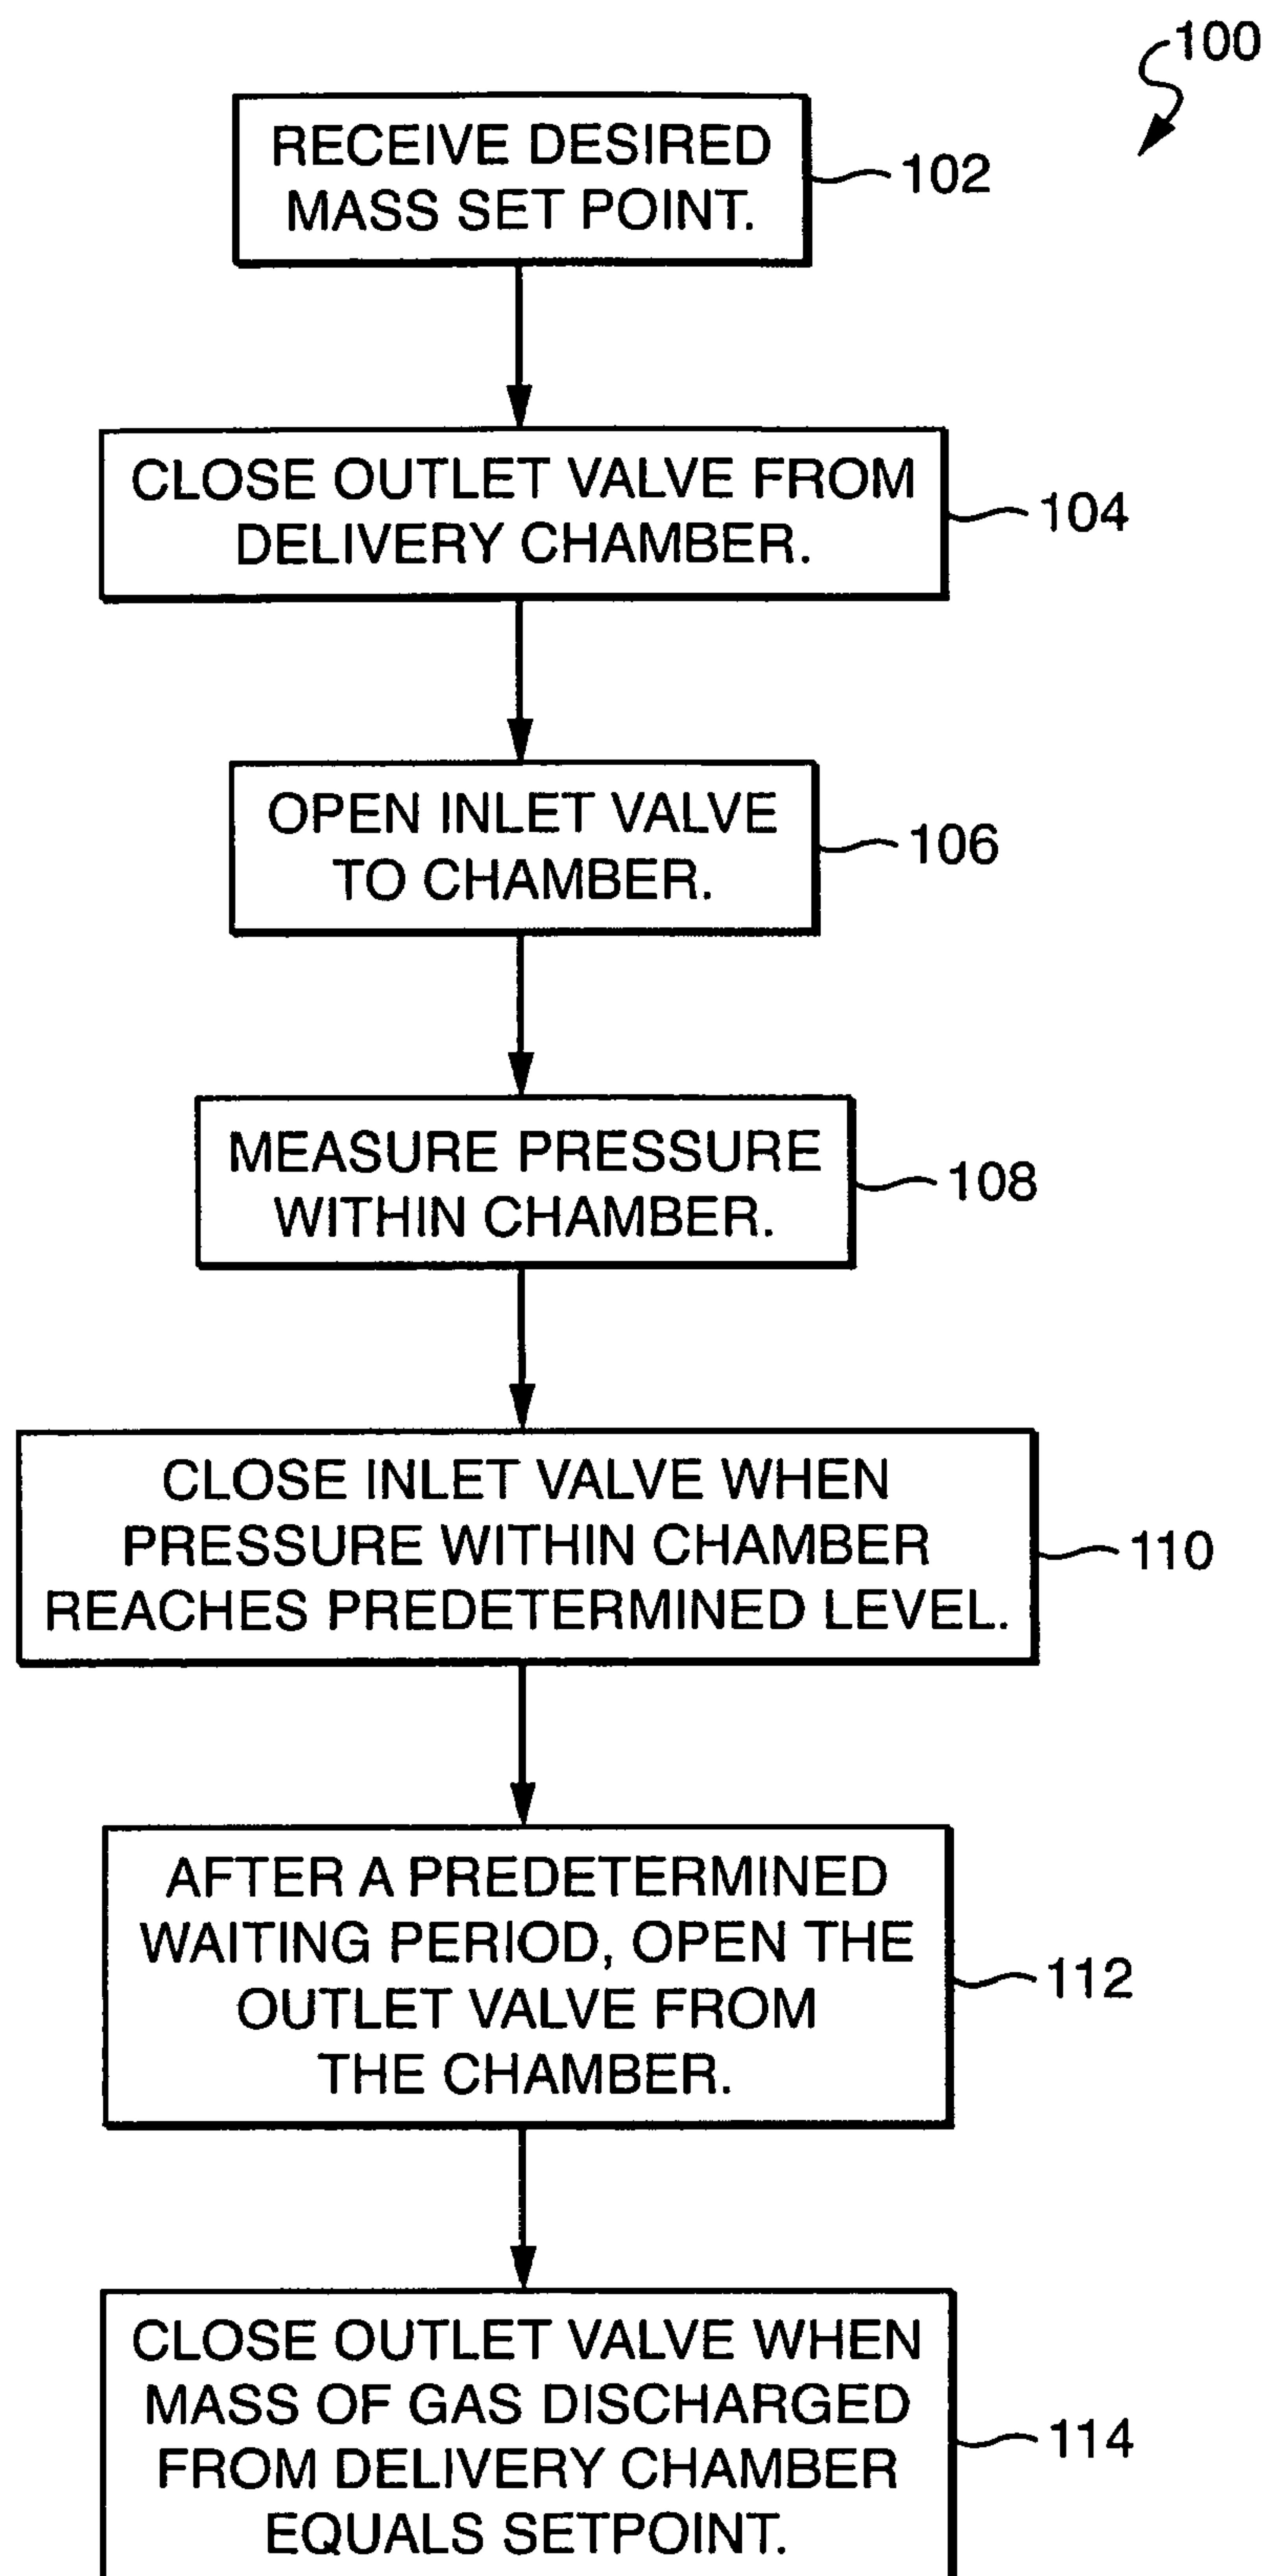 100
RECEIVE DESIRED
MASS SET POINT.
102
CLOSE OUTLET VALVE FROM
DELIVERY CHAMBER.
104
OPEN INLET VALVE
TO CHAMBER.
106
MEASURE PRESSURE
WITHIN CHAMBER.
108
CLOSE INLET VALVE WHEN
PRESSURE WITHIN CHAMBER
REACHES PREDETERMINED LEVEL.
110
AFTER A PREDETERMINED
WAITING PERIOD, OPEN THE
OUTLET VALVE FROM
THE CHAMBER.
112
CLOSE OUTLET VALVE WHEN
MASS OF GAS DISCHARGED
FROM DELIVERY CHAMBER
EQUALS SETPOINT.
114